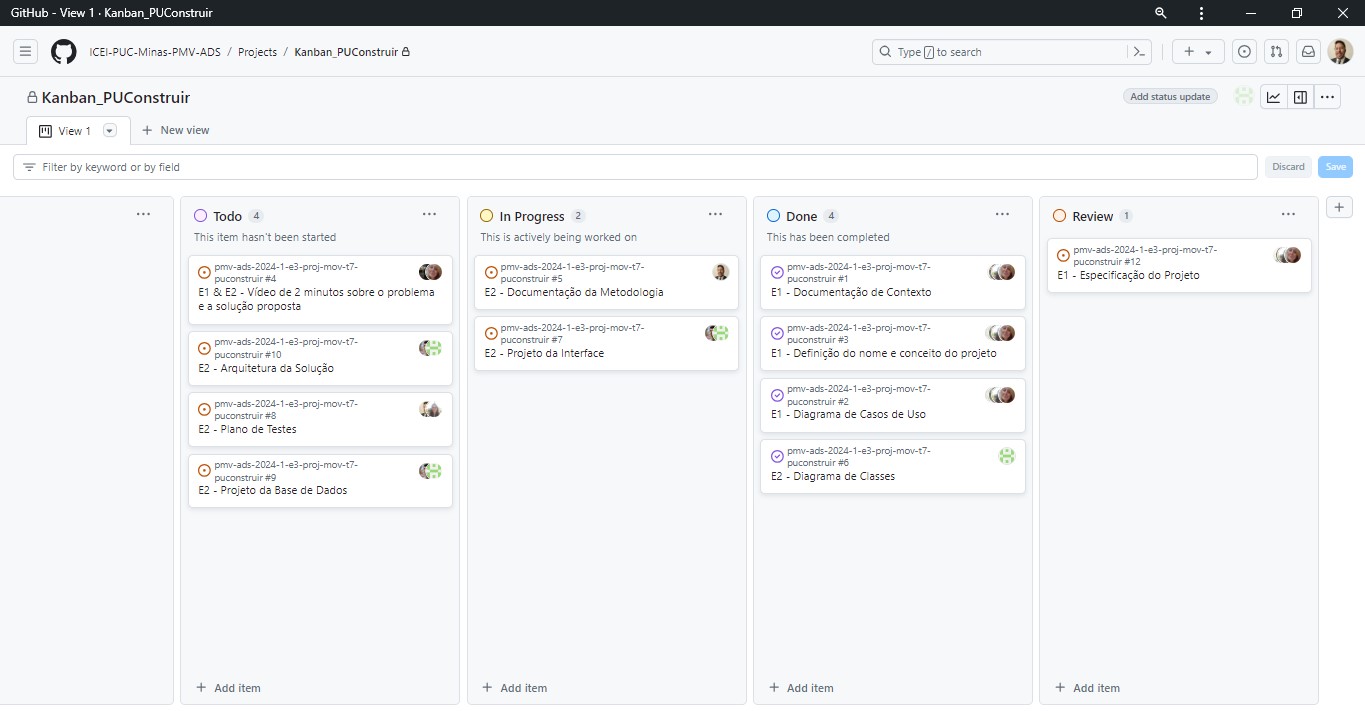 GitHub - View 1 · Kanban_PUConstruir
ICEI-PUC-Minas-PMV-ADS / Projects / Kanban_PUConstruir
Type / to search
Kanban_PUConstruir
Add status update
View 1
New view
Filter by keyword or by field
Discard
Save
Todo 4
This item hasn't been started
pmv-ads-2024-1-e3-proj-mov-t7-
puconstruir #4
E1 & E2 - Vídeo de 2 minutos sobre o problema
e a solução proposta
pmv-ads-2024-1-e3-proj-mov-t7-
puconstruir #10
E2 - Arquitetura da Solução
pmv-ads-2024-1-e3-proj-mov-t7-
puconstruir #8
E2 - Plano de Testes
pmv-ads-2024-1-e3-proj-mov-t7-
puconstruir #9
E2 - Projeto da Base de Dados
Add item
In Progress 2
This is actively being worked on
pmv-ads-2024-1-e3-proj-mov-t7-
puconstruir #5
E2 - Documentação da Metodologia
pmv-ads-2024-1-e3-proj-mov-t7-
puconstruir #7
E2 - Projeto da Interface
Add item
Done 4
This has been completed
pmv-ads-2024-1-e3-proj-mov-t7-
puconstruir #1
E1 - Documentação de Contexto
pmv-ads-2024-1-e3-proj-mov-t7-
puconstruir #3
E1 - Definição do nome e conceito do projeto
pmv-ads-2024-1-e3-proj-mov-t7-
puconstruir #2
E1 - Diagrama de Casos de Uso
pmv-ads-2024-1-e3-proj-mov-t7-
puconstruir #6
E2 - Diagrama de Classes
Add item
Review 1
pmv-ads-2024-1-e3-proj-mov-t7-
puconstruir #12
E1 - Especificação do Projeto
Add item